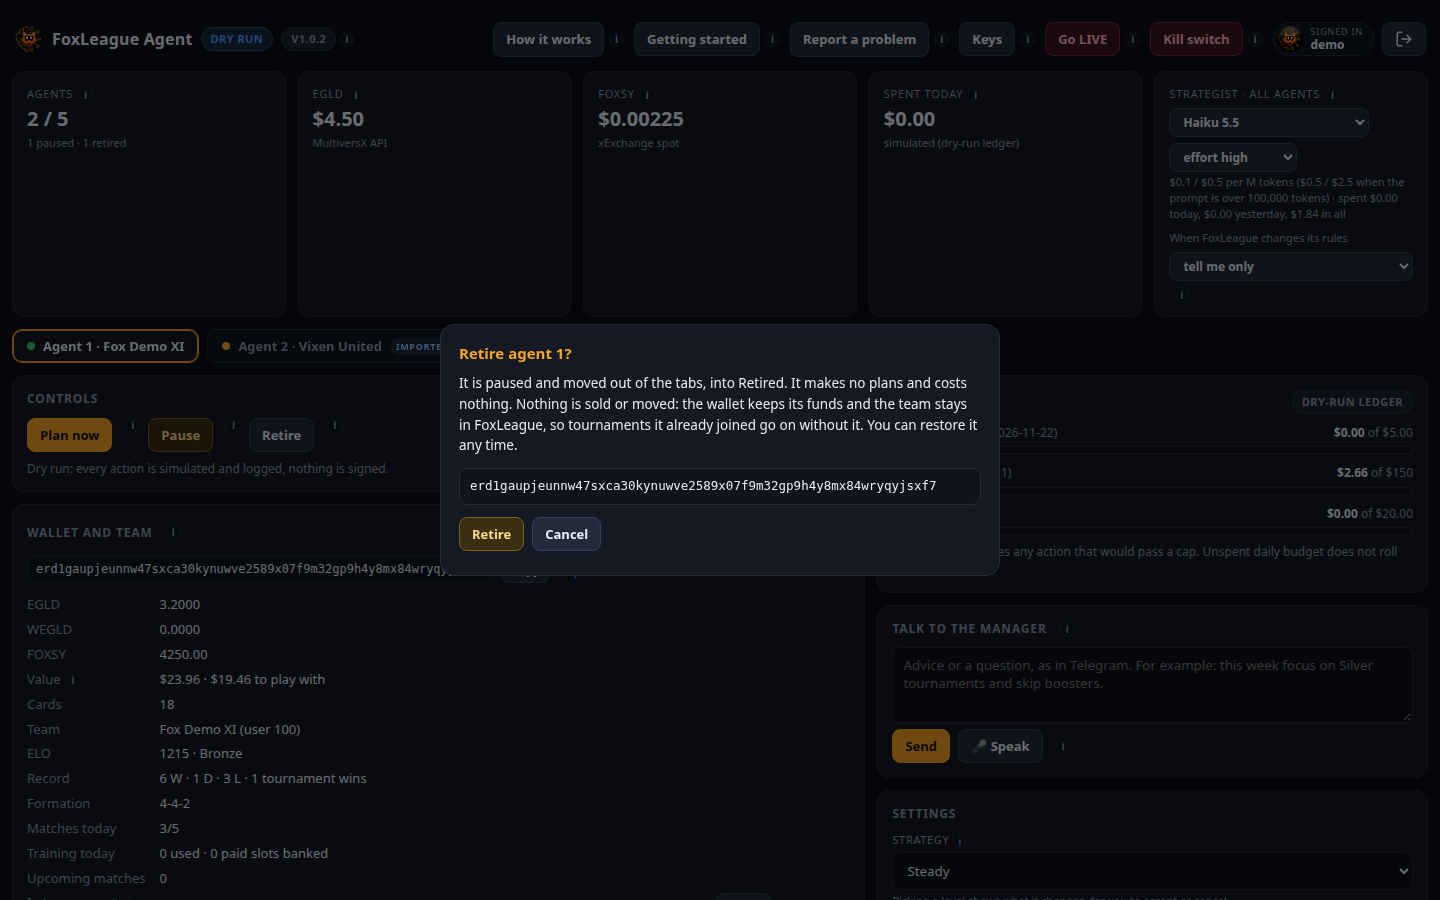 FoxLeague Agent
DRY RUN
V1.0.2
i
How it works
i
Getting started
i
Report a problem
i
Keys
i
Go LIVE
i
Kill switch
i
SIGNED IN
demo
AGENTS i
2 / 5
1 paused · 1 retired
EGLD i
$4.50
MultiversX API
FOXSY i
$0.00225
xExchange spot
SPENT TODAY i
$0.00
simulated (dry-run ledger)
STRATEGIST · ALL AGENTS i
Haiku 5.5
effort high
$0.1 / $0.5 per M tokens ($0.5 / $2.5 when the
prompt is over 100,000 tokens) · spent $0.00
today, $0.00 yesterday, $1.84 in all
When FoxLeague changes its rules
tell me only
i
Agent 1 · Fox Demo XI
Agent 2 · Vixen United
Retire agent 1?
It is paused and moved out of the tabs, into Retired. It makes no plans and costs
nothing. Nothing is sold or moved: the wallet keeps its funds and the team stays
in FoxLeague, so tournaments it already joined go on without it. You can restore it
any time.
erd1gaupjeunnw47sxca30kynuwve2589x07f9m32gp9h4y8mx84wryqyjsxf7
Retire
Cancel
CONTROLS
Plan now
i
Pause
i
Retire
i
Dry run: every action is simulated and logged, nothing is signed.
WALLET AND TEAM i
EGLD 3.2000
WEGLD 0.0000
FOXSY 4250.00
Value i $23.96 · $19.46 to play with
Cards 18
Team Fox Demo XI (user 100)
ELO 1215 · Bronze
Record 6 W · 1 D · 3 L · 1 tournament wins
Formation 4-4-2
Matches today 3/5
Training today 0 used · 0 paid slots banked
Upcoming matches 0
DRY-RUN LEDGER
$0.00 of $5.00
$2.66 of $150
$0.00 of $20.00
any action that would pass a cap. Unspent daily budget does not roll
TALK TO THE MANAGER i
Advice or a question, as in Telegram. For example: this week focus on Silver
tournaments and skip boosters.
Send
🎤 Speak
i
SETTINGS
STRATEGY i
Steady